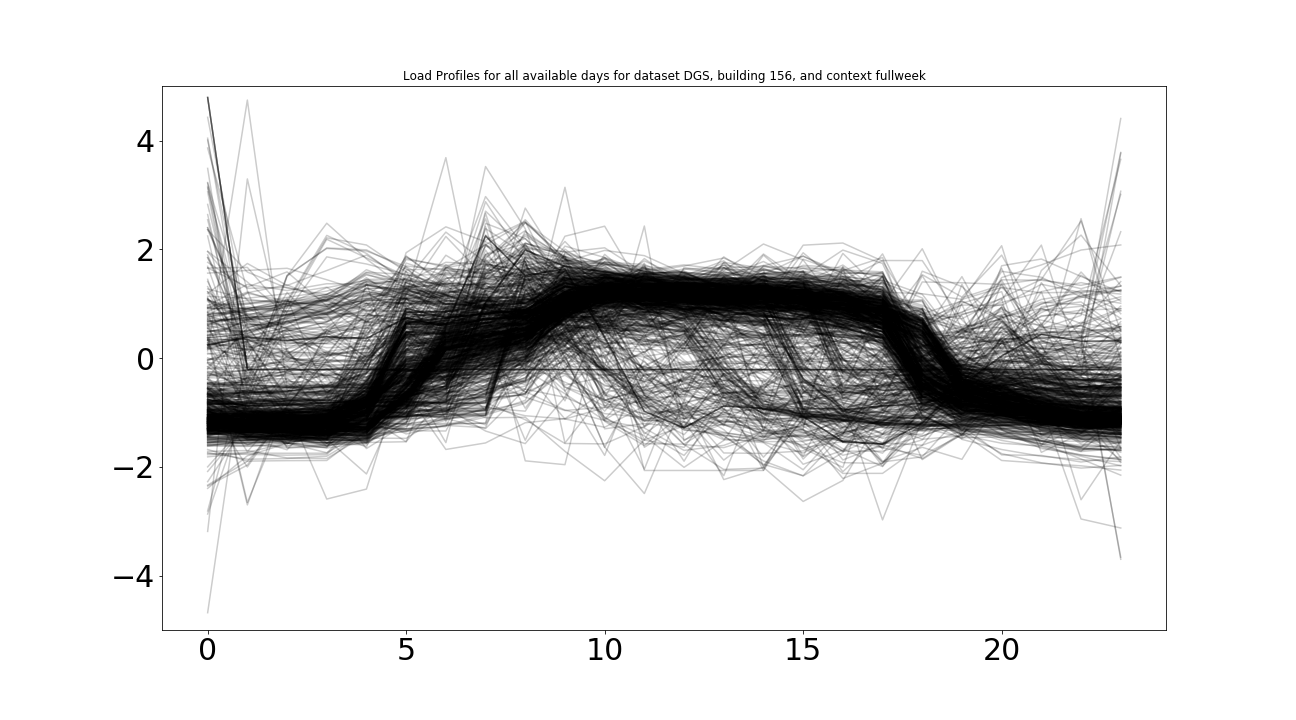 Load Profiles for all available days for dataset DGS, building 156, and context fullweek
4
2
0
−2
−4
0 5 10 15 20